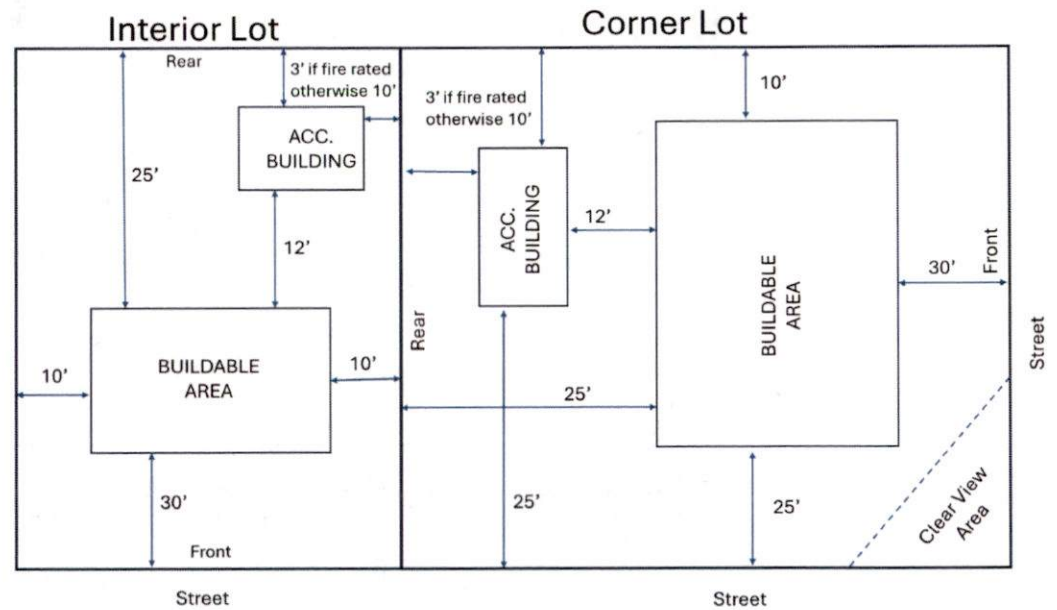 Interior Lot
Corner Lot
Rear
3’ if fire rated
otherwise 10’
ACC.
BUILDING
25’
12’
10’
BUILDABLE
AREA
10’
30’
Front
Street
3’ if fire rated
otherwise 10’
10’
ACC.
BUILDING
12’
BUILDABLE
AREA
30’
Front
Street
Rear
25’
25’
25’
Clear View
Area
Street